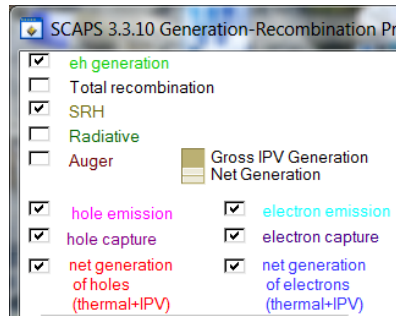 SCAPS 3.3.10 Generation-Recombination Pr
eh generation
Total recombination
SRH
Radiative
Auger
Gross IPV Generation
Net Generation
hole emission
electron emission
hole capture
electron capture
net generation
of holes
(thermal+IPV)
net generation
of electrons
(thermal+IPV)